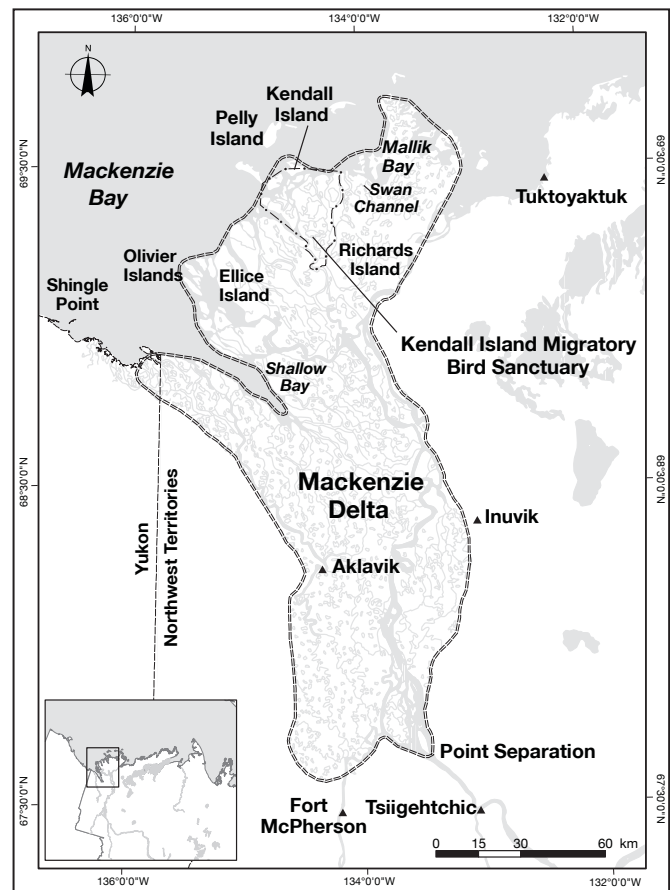 136°0'0"W
134°0'0"W
132°0'0"W
N
Kendall
Island
Pelly
Island
Mallik
Bay
69°30'0"N
69°30'0"N
Mackenzie
Bay
Swan
Channel
Tuktoyaktuk
Olivier
Islands
Richards
Island
Ellice
Island
Shingle
Point
Kendall Island Migratory
Bird Sanctuary
Shallow
Bay
Mackenzie
Delta
68°30'0"N
68°30'0"N
Inuvik
Yukon
Northwest Territories
Aklavik
Point Separation
67°30'0"N
67°30'0"N
Fort
McPherson
Tsiigehtchic
0 15 30 60 km
136°0'0"W
134°0'0"W
132°0'0"W